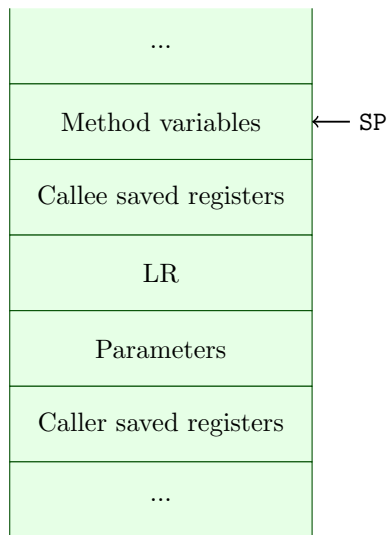 ...
Method variables
SP
Callee saved registers
LR
Parameters
Caller saved registers
...